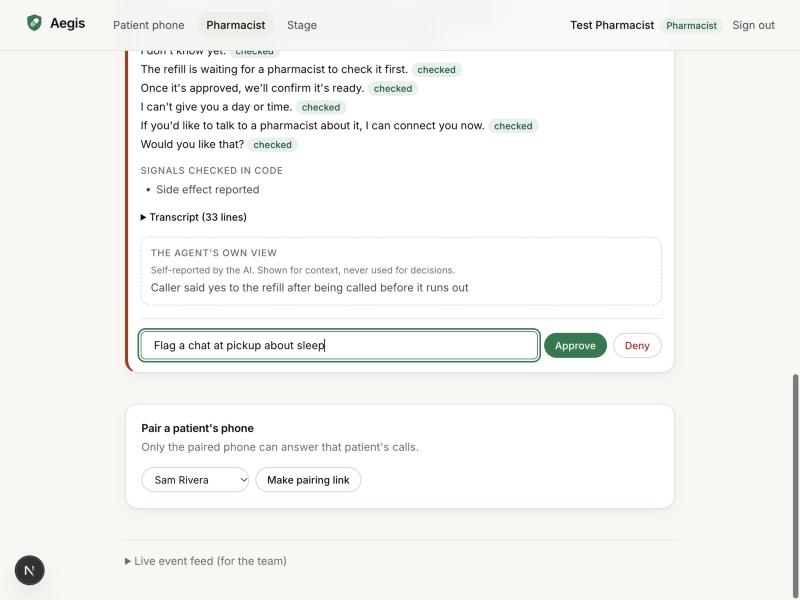 Aegis
Patient phone
Pharmacist
Stage
Test Pharmacist
Pharmacist
Sign out
I don't know yet. checked
The refill is waiting for a pharmacist to check it first. checked
Once it's approved, we'll confirm it's ready. checked
I can't give you a day or time. checked
If you'd like to talk to a pharmacist about it, I can connect you now. checked
Would you like that? checked
SIGNALS CHECKED IN CODE
• Side effect reported
Transcript (33 lines)
THE AGENT'S OWN VIEW
Self-reported by the AI. Shown for context, never used for decisions.
Caller said yes to the refill after being called before it runs out
Flag a chat at pickup about sleep
Approve
Deny
Pair a patient's phone
Only the paired phone can answer that patient's calls.
Sam Rivera
Make pairing link
Live event feed (for the team)
N